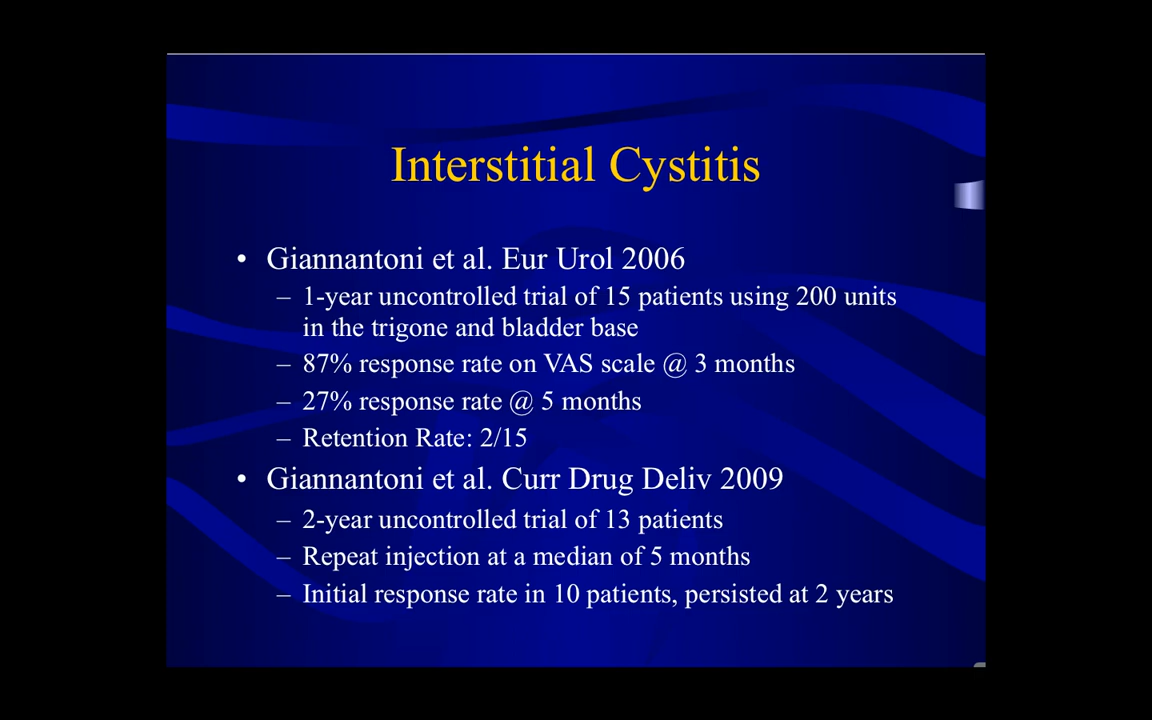 Interstitial Cystitis
• Giannantoni et al. Eur Urol 2006
– 1-year uncontrolled trial of 15 patients using 200 units
in the trigone and bladder base
– 87% response rate on VAS scale @ 3 months
– 27% response rate @ 5 months
– Retention Rate: 2/15
• Giannantoni et al. Curr Drug Deliv 2009
– 2-year uncontrolled trial of 13 patients
– Repeat injection at a median of 5 months
– Initial response rate in 10 patients, persisted at 2 years